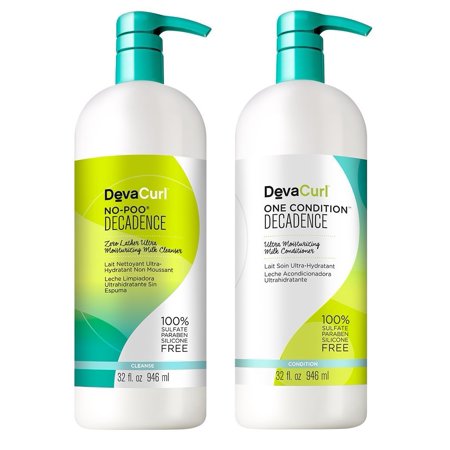 DevaCurl
NO-POO®
DECADENCE
Zero Lather Ultra
Moisturizing Milk Cleanser
Lait Nettoyant Ultra-
Hydratant Non Moussant
Leche Limpiadora
Ultrahidratante Sin
Espuma
100%
SULFATE
PARABEN
SILICONE
FREE
CLEANSE
32 fl. oz 946 ml
DevaCurl
ONE CONDITION™
DECADENCE
Ultra Moisturizing
Milk Conditioner
Lait Soin Ultra-Hydratant
Leche Acondicionadora
Ultrahidratante
100%
SULFATE
PARABEN
SILICONE
FREE
CONDITION
32 fl. oz 946 ml